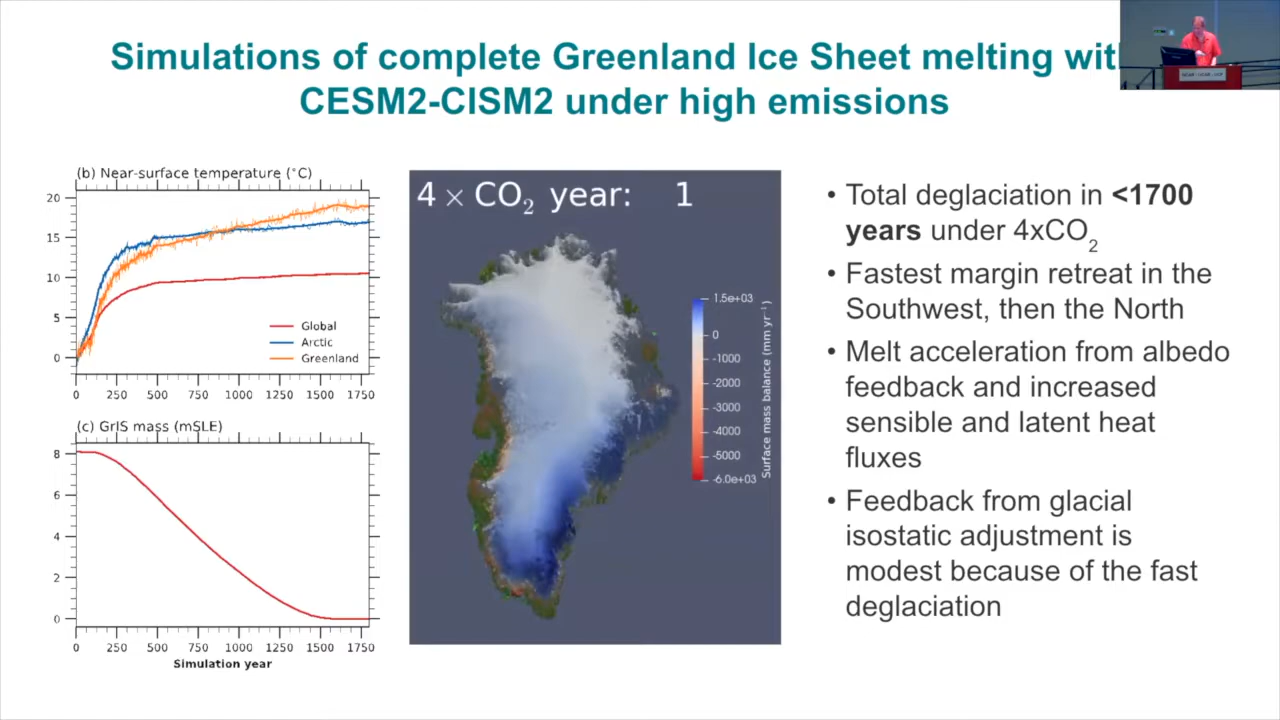 Simulations of complete Greenland Ice Sheet melting wit
CESM2-CISM2 under high emissions
(b) Near-surface temperature (°C)
20
15
10
5
0
Global
Arctic
Greenland
0 250 500 750 1000 1250 1500 1750
(c) GrIS mass (mSLE)
8
6
4
2
0
0 250 500 750 1000 1250 1500 1750
Simulation year
4 × CO₂ year: 1
1.5e+03
0
-1000
-2000
-3000
-4000
-5000
-6.0e+03
Surface mass balance (mm yr⁻¹)
• Total deglaciation in <1700
years under 4xCO₂
• Fastest margin retreat in the
Southwest, then the North
• Melt acceleration from albedo
feedback and increased
sensible and latent heat
fluxes
• Feedback from glacial
isostatic adjustment is
modest because of the fast
deglaciation